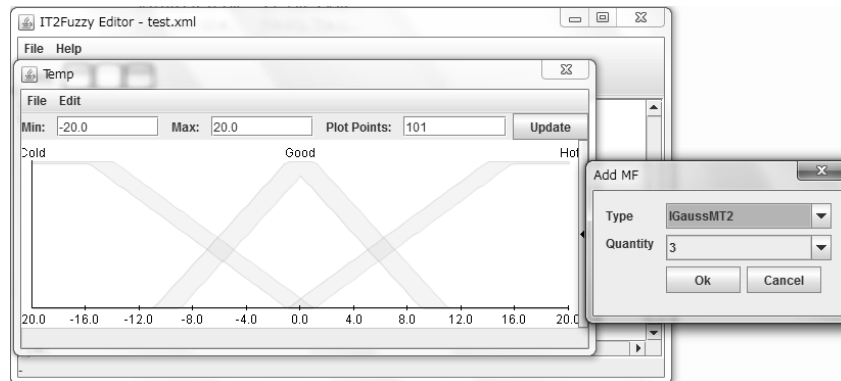 IT2Fuzzy Editor - test.xml
File Help
Temp
File Edit
Min: -20.0 Max: 20.0 Plot Points: 101 Update
Cold Good Hot
20.0 -16.0 -12.0 -8.0 -4.0 0.0 4.0 8.0 12.0 16.0 20.0
Add MF
Type IGaussMT2
Quantity 3
Ok Cancel